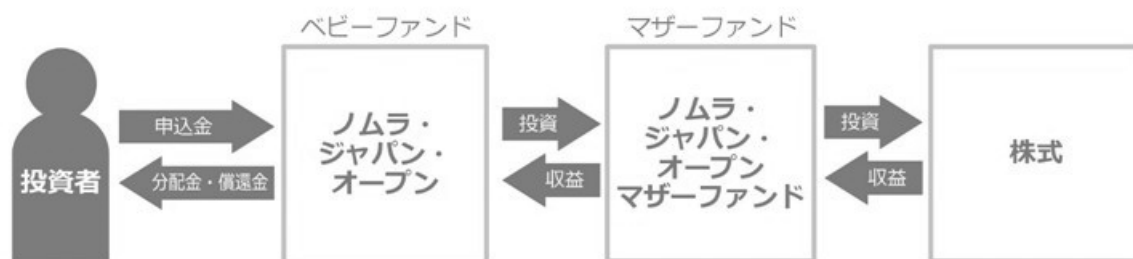 ベビーファンド
マザーファンド
投資者
申込金
分配金・償還金
ノムラ・
ジャパン・
オープン
投資
収益
ノムラ・
ジャパン・
オープン
マザーファンド
投資
収益
株式